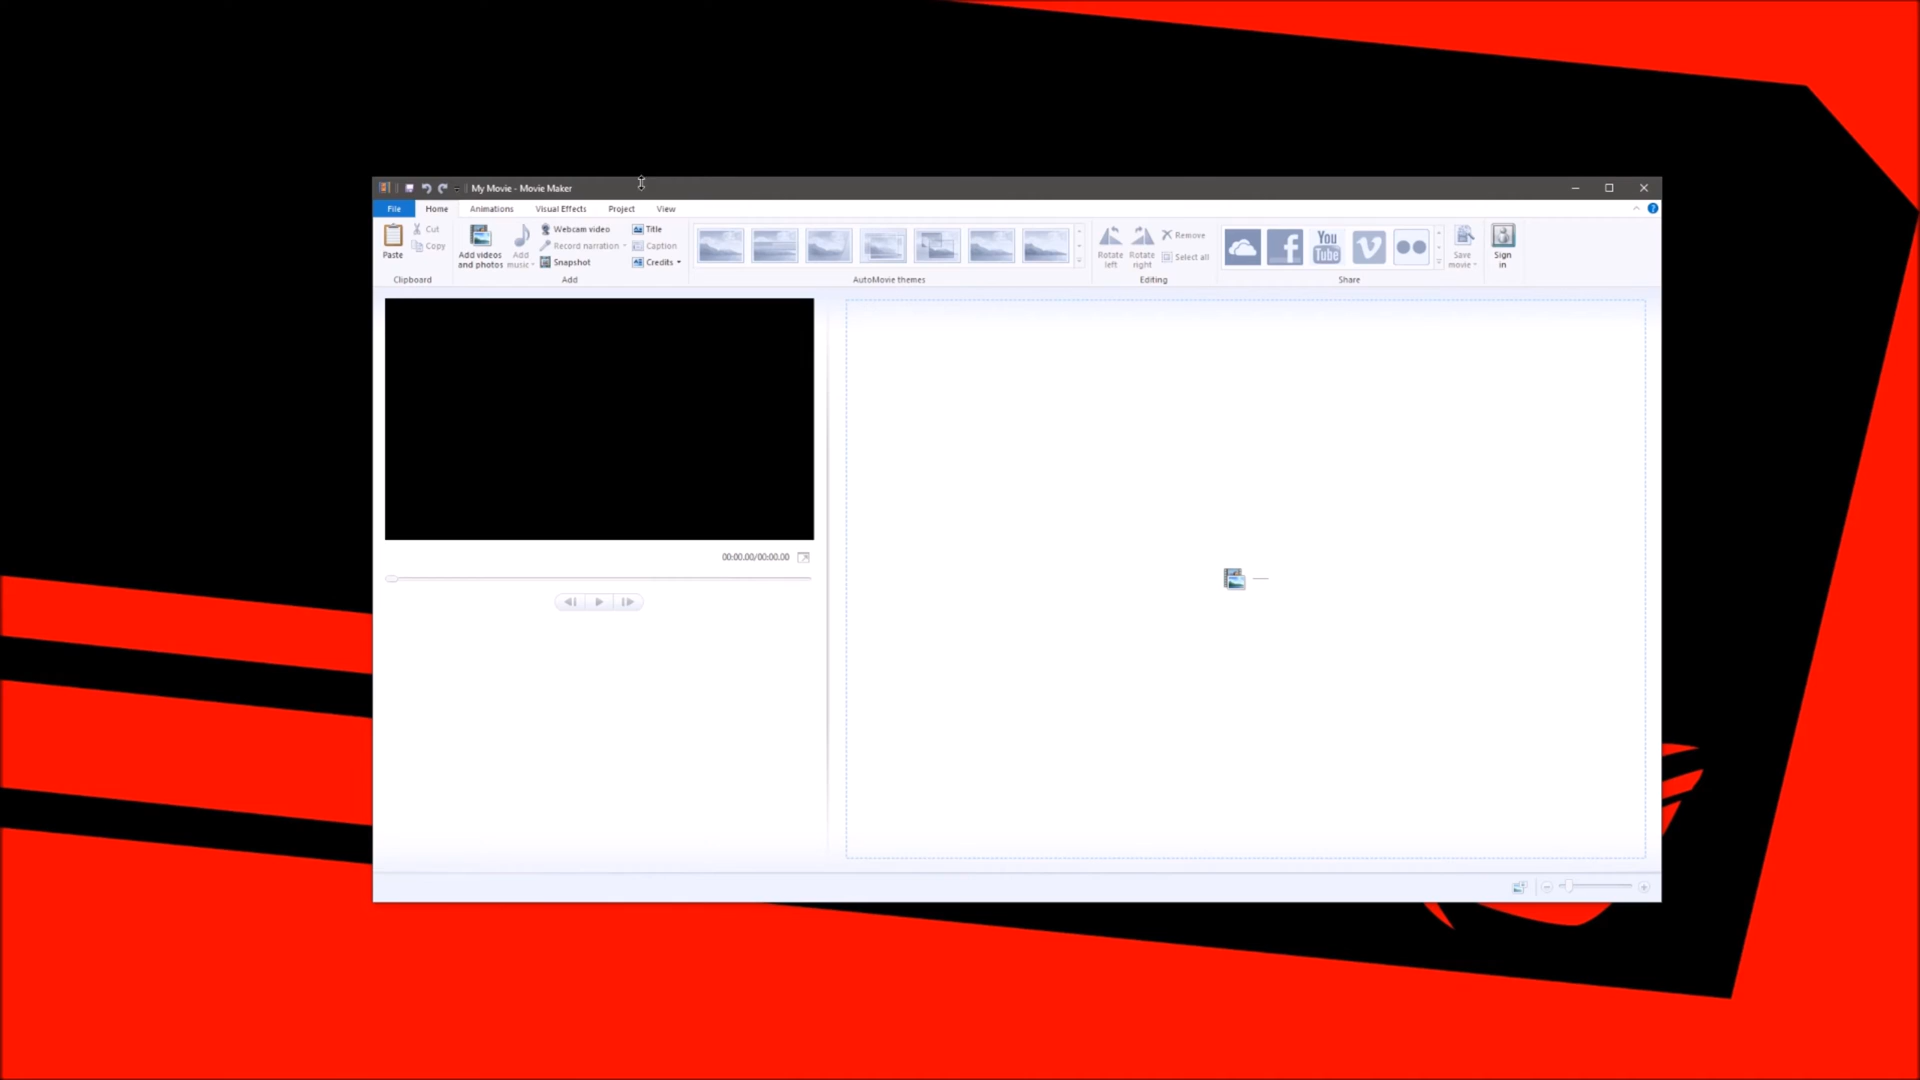 My Movie - Movie Maker
File Home Animations Visual Effects Project View
Paste
Cut
Copy
Clipboard
Add videos
and photos
Add
music
Webcam video
Record narration
Snapshot
Title
Caption
Credits
Add
AutoMovie themes
Rotate
left
Rotate
right
Remove
Select all
Editing
You
Tube
Share
Save
movie
Sign
in
00:00.00/00:00.00